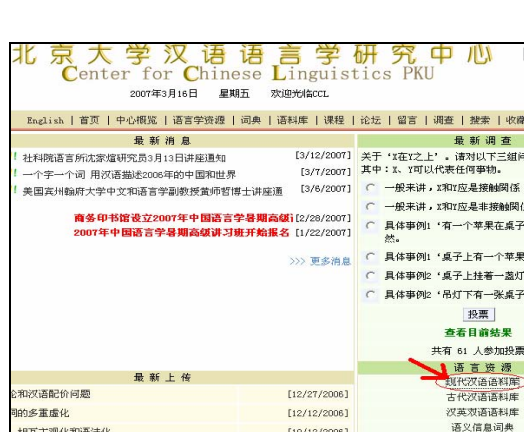 北京大学汉语语言学研究中心
Center for Chinese Linguistics PKU
2007年3月16日 星期五 欢迎光临CCL
English | 首页 | 中心概览 | 语言学资源 | 词典 | 语料库 | 课程 | 论坛 | 留言 | 调查 | 搜索 | 收藏
最 新 消 息
! 社科院语言所沈家煊研究员3月13日讲座通知 [3/12/2007]
! 一个字一个词 用汉语描述2006年的中国和世界 [3/7/2007]
! 美国宾州翰府大学中文和语言学副教授黄师哲博士讲座通 [3/6/2007]
商务印书馆设立2007年中国语言学暑期高级i [2/28/2007]
2007年中国语言学暑期高级讲习班开始报名 [1/22/2007]
>>> 更多消息
最 新 上 传
论和汉语配价问题 [12/27/2006]
的多重虚化 [12/12/2006]
最 新 调 查
关于‘X在Y之上’。请对以下三组问
其中：X、Y可以代表任何事物。
一般来讲，X和Y应是接触关系
一般来讲，X和Y应是非接触关
具体事例1‘有一个苹果在桌子
然。
具体事例1‘桌子上有一个苹果
具体事例2‘桌子上挂着一盏灯
具体事例2‘吊灯下有一张桌子
投票
查看目前结果
共有 61 人参加投票
语 言 资 源
现代汉语语料库
古代汉语语料库
汉英双语语料库
语义信息词典